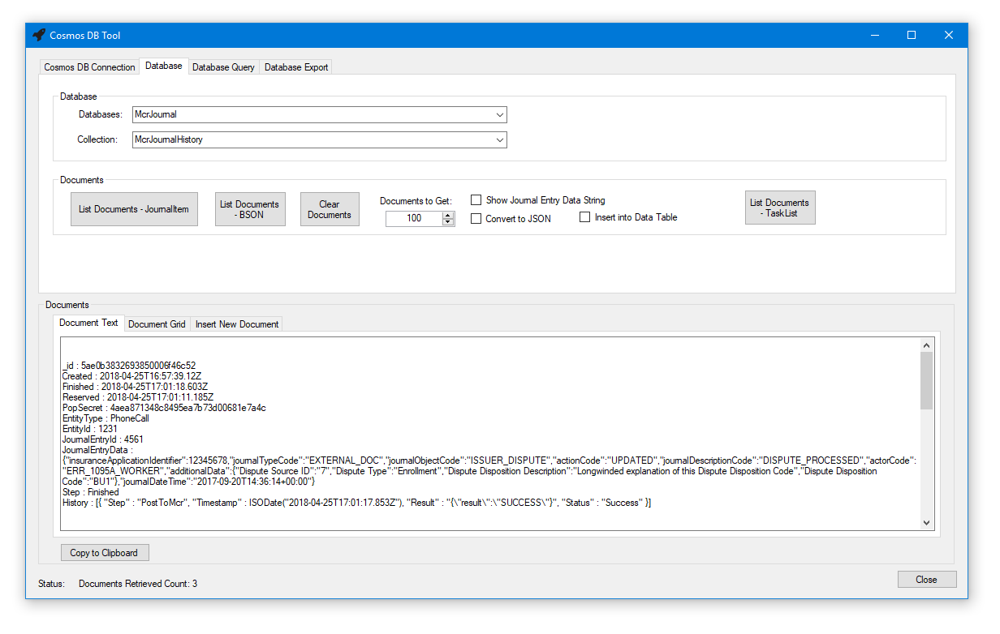 Cosmos DB Tool
Cosmos DB Connection Database Database Query Database Export
Database
Databases: McrJournal
Collection: McrJournalHistory
Documents
List Documents - JournalItem
List Documents
- BSON
Clear
Documents
Documents to Get:
100
Show Journal Entry Data String
Convert to JSON
Insert into Data Table
List Documents
- TaskList
Documents
Document Text Document Grid Insert New Document
_id : 5ae0b3832693850006f46c52
Created : 2018-04-25T16:57:39.12Z
Finished : 2018-04-25T17:01:18.603Z
Reserved : 2018-04-25T17:01:11.185Z
PopSecret : 4aea871348c8495ea7b73d00681e7a4c
EntityType : PhoneCall
EntityId : 1231
JournalEntryId : 4561
JournalEntryData :
{"insuranceApplicationIdentifier":12345678,"journalTypeCode":"EXTERNAL_DOC","journalObjectCode":"ISSUER_DISPUTE","actionCode":"UPDATED","journalDescriptionCode":"DISPUTE_PROCESSED","actorCode":
"ERR_1095A_WORKER","additionalData":{"Dispute Source ID":"7","Dispute Type":"Enrollment","Dispute Disposition Description":"Longwinded explanation of this Dispute Disposition Code","Dispute Disposition
Code":"BU1"},"journalDateTime":"2017-09-20T14:36:14+00:00"}
Step : Finished
History : [{ "Step" : "PostToMcr", "Timestamp" : ISODate("2018-04-25T17:01:17.853Z"), "Result" : "{\"result\":\"SUCCESS\"}", "Status" : "Success" }]
Copy to Clipboard
Close
Status: Documents Retrieved Count: 3